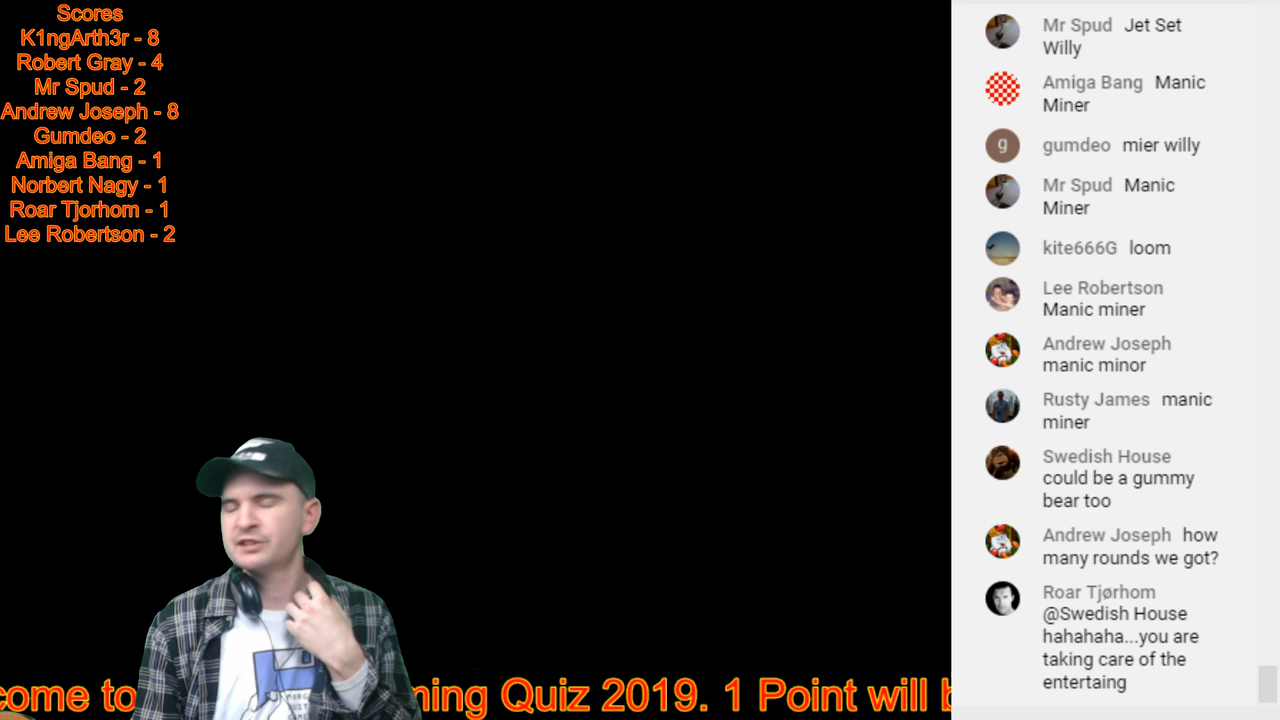 Scores
K1ngArth3r - 8
Robert Gray - 4
Mr Spud - 2
Andrew Joseph - 8
Gumdeo - 2
Amiga Bang - 1
Norbert Nagy - 1
Roar Tjorhom - 1
Lee Robertson - 2
come to ming Quiz 2019. 1 Point will b
Mr Spud Jet Set
Willy
Amiga Bang Manic
Miner
g gumdeo mier willy
Mr Spud Manic
Miner
kite666G loom
Lee Robertson
Manic miner
Andrew Joseph
manic minor
Rusty James manic
miner
Swedish House
could be a gummy
bear too
Andrew Joseph how
many rounds we got?
Roar Tjørhom
@Swedish House
hahahaha...you are
taking care of the
entertaing